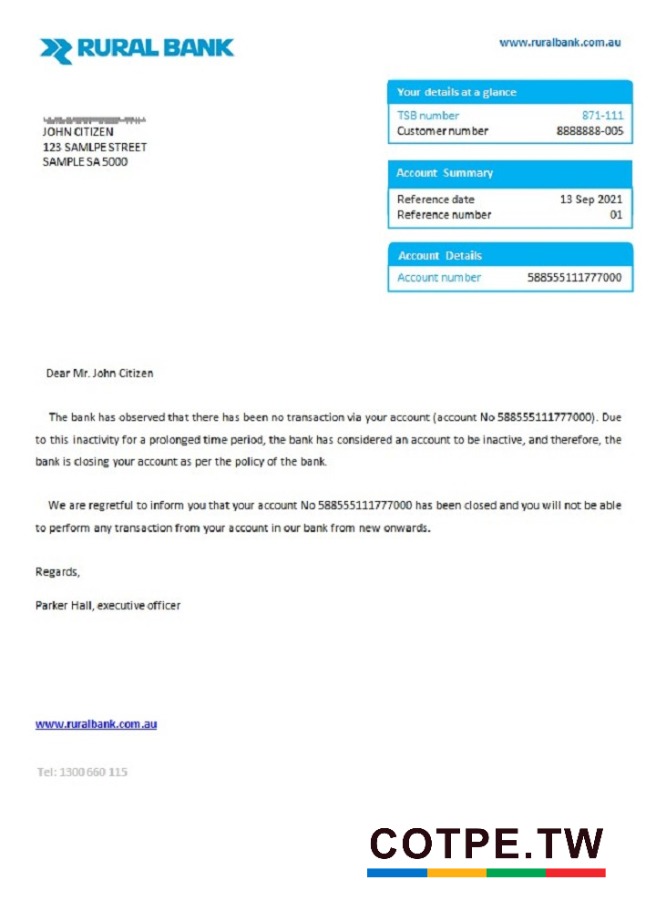 RURAL BANK
www.ruralbank.com.au
JOHN CITIZEN
123 SAMLPE STREET
SAMPLE SA 5000
Your details at a glance
TSB number 871-111
Customer number 8888888-005
Account Summary
Reference date 13 Sep 2021
Reference number 01
Account Details
Account number 588555111777000
Dear Mr. John Citizen
The bank has observed that there has been no transaction via your account (account No 588555111777000). Due
to this inactivity for a prolonged time period, the bank has considered an account to be inactive, and therefore, the
bank is closing your account as per the policy of the bank.
We are regretful to inform you that your account No 588555111777000 has been closed and you will not be able
to perform any transaction from your account in our bank from new onwards.
Regards,
Parker Hall, executive officer
www.ruralbank.com.au
Tel: 1300 660 115
COTPE.TW